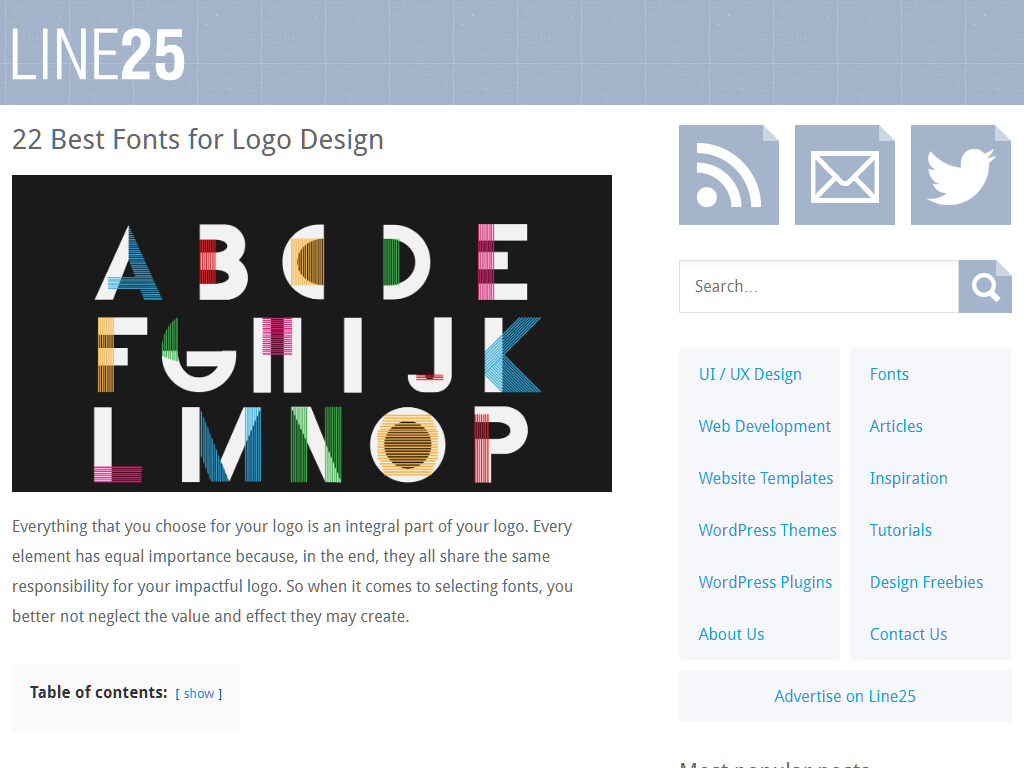 LINE25
22 Best Fonts for Logo Design
A B C D E
F G H I J K
L M N O P
Everything that you choose for your logo is an integral part of your logo. Every
element has equal importance because, in the end, they all share the same
responsibility for your impactful logo. So when it comes to selecting fonts, you
better not neglect the value and effect they may create.
Table of contents: [ show ]
Search...
UI / UX Design
Fonts
Web Development
Articles
Website Templates
Inspiration
WordPress Themes
Tutorials
WordPress Plugins
Design Freebies
About Us
Contact Us
Advertise on Line25
Most popular posts